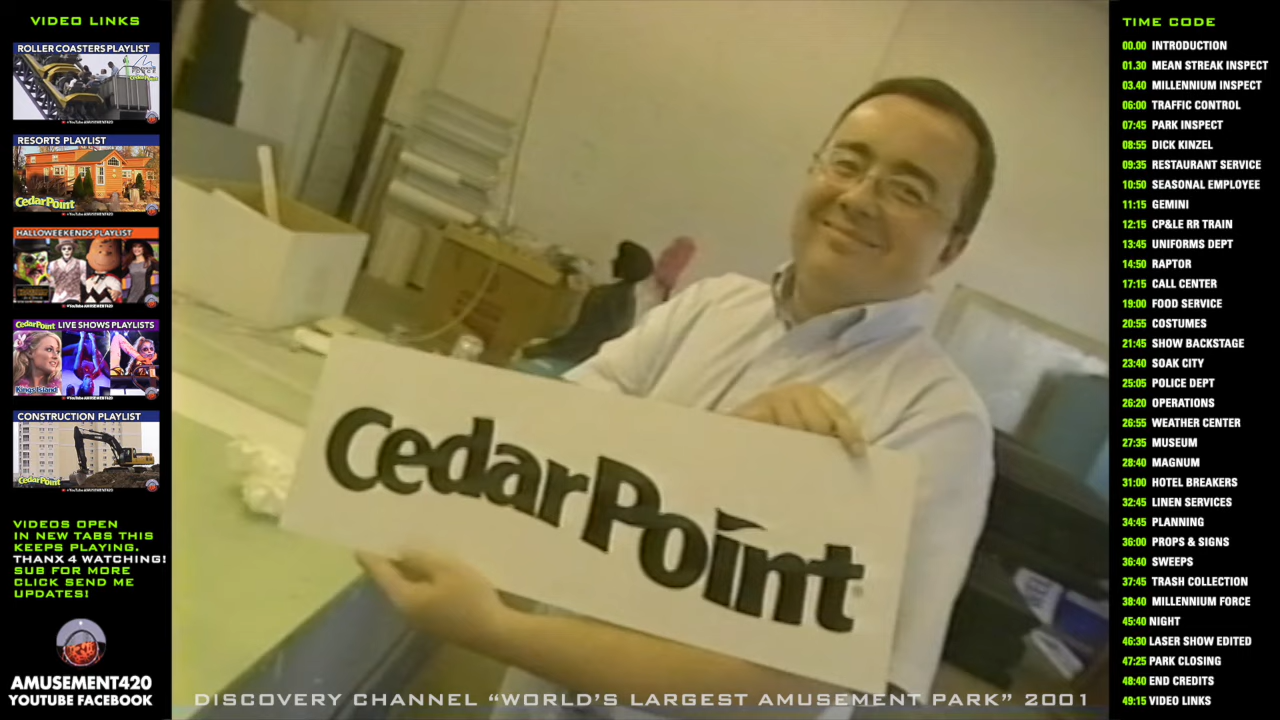 VIDEO LINKS
ROLLER COASTERS PLAYLIST
CedarPoint
RESORTS PLAYLIST
CedarPoint
HALLOWEEKENDS PLAYLIST
CedarPoint LIVE SHOWS PLAYLISTS
KingsIsland
CONSTRUCTION PLAYLIST
CedarPoint
VIDEOS OPEN
IN NEW TABS THIS
KEEPS PLAYING.
THANX 4 WATCHING!
SUB FOR MORE
CLICK SEND ME
UPDATES!
AMUSEMENT420
YOUTUBE FACEBOOK
CedarPoint
DISCOVERY CHANNEL “WORLD’S LARGEST AMUSEMENT PARK” 2001
TIME CODE
00.00 INTRODUCTION
01.30 MEAN STREAK INSPECT
03.40 MILLENNIUM INSPECT
06:00 TRAFFIC CONTROL
07:45 PARK INSPECT
08:55 DICK KINZEL
09:35 RESTAURANT SERVICE
10:50 SEASONAL EMPLOYEE
11:15 GEMINI
12:15 CP&LE RR TRAIN
13:45 UNIFORMS DEPT
14:50 RAPTOR
17:15 CALL CENTER
19:00 FOOD SERVICE
20:55 COSTUMES
21:45 SHOW BACKSTAGE
23:40 SOAK CITY
25:05 POLICE DEPT
26:20 OPERATIONS
26:55 WEATHER CENTER
27:35 MUSEUM
28:40 MAGNUM
31:00 HOTEL BREAKERS
32:45 LINEN SERVICES
34:45 PLANNING
36:00 PROPS & SIGNS
36:40 SWEEPS
37:45 TRASH COLLECTION
38:40 MILLENNIUM FORCE
45:40 NIGHT
46:30 LASER SHOW EDITED
47:25 PARK CLOSING
48:40 END CREDITS
49:15 VIDEO LINKS